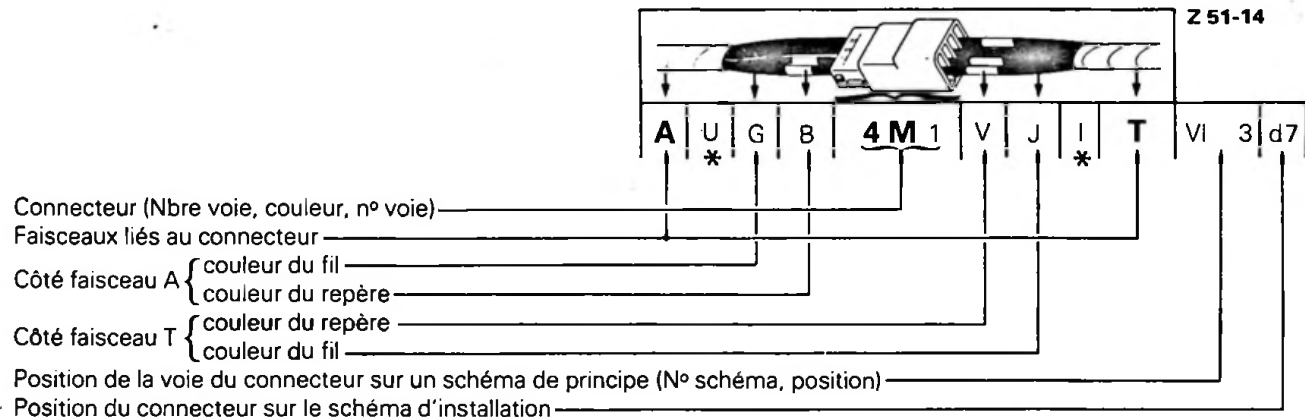 Z 51-14
A U G B 4 M 1 V J I T VI 3 d7
* *
Connecteur (Nbre voie, couleur, nº voie)
Faisceaux liés au connecteur
Côté faisceau A { couleur du fil
couleur du repère
Côté faisceau T { couleur du repère
couleur du fil
Position de la voie du connecteur sur un schéma de principe (Nº schéma, position)
Position du connecteur sur le schéma d'installation